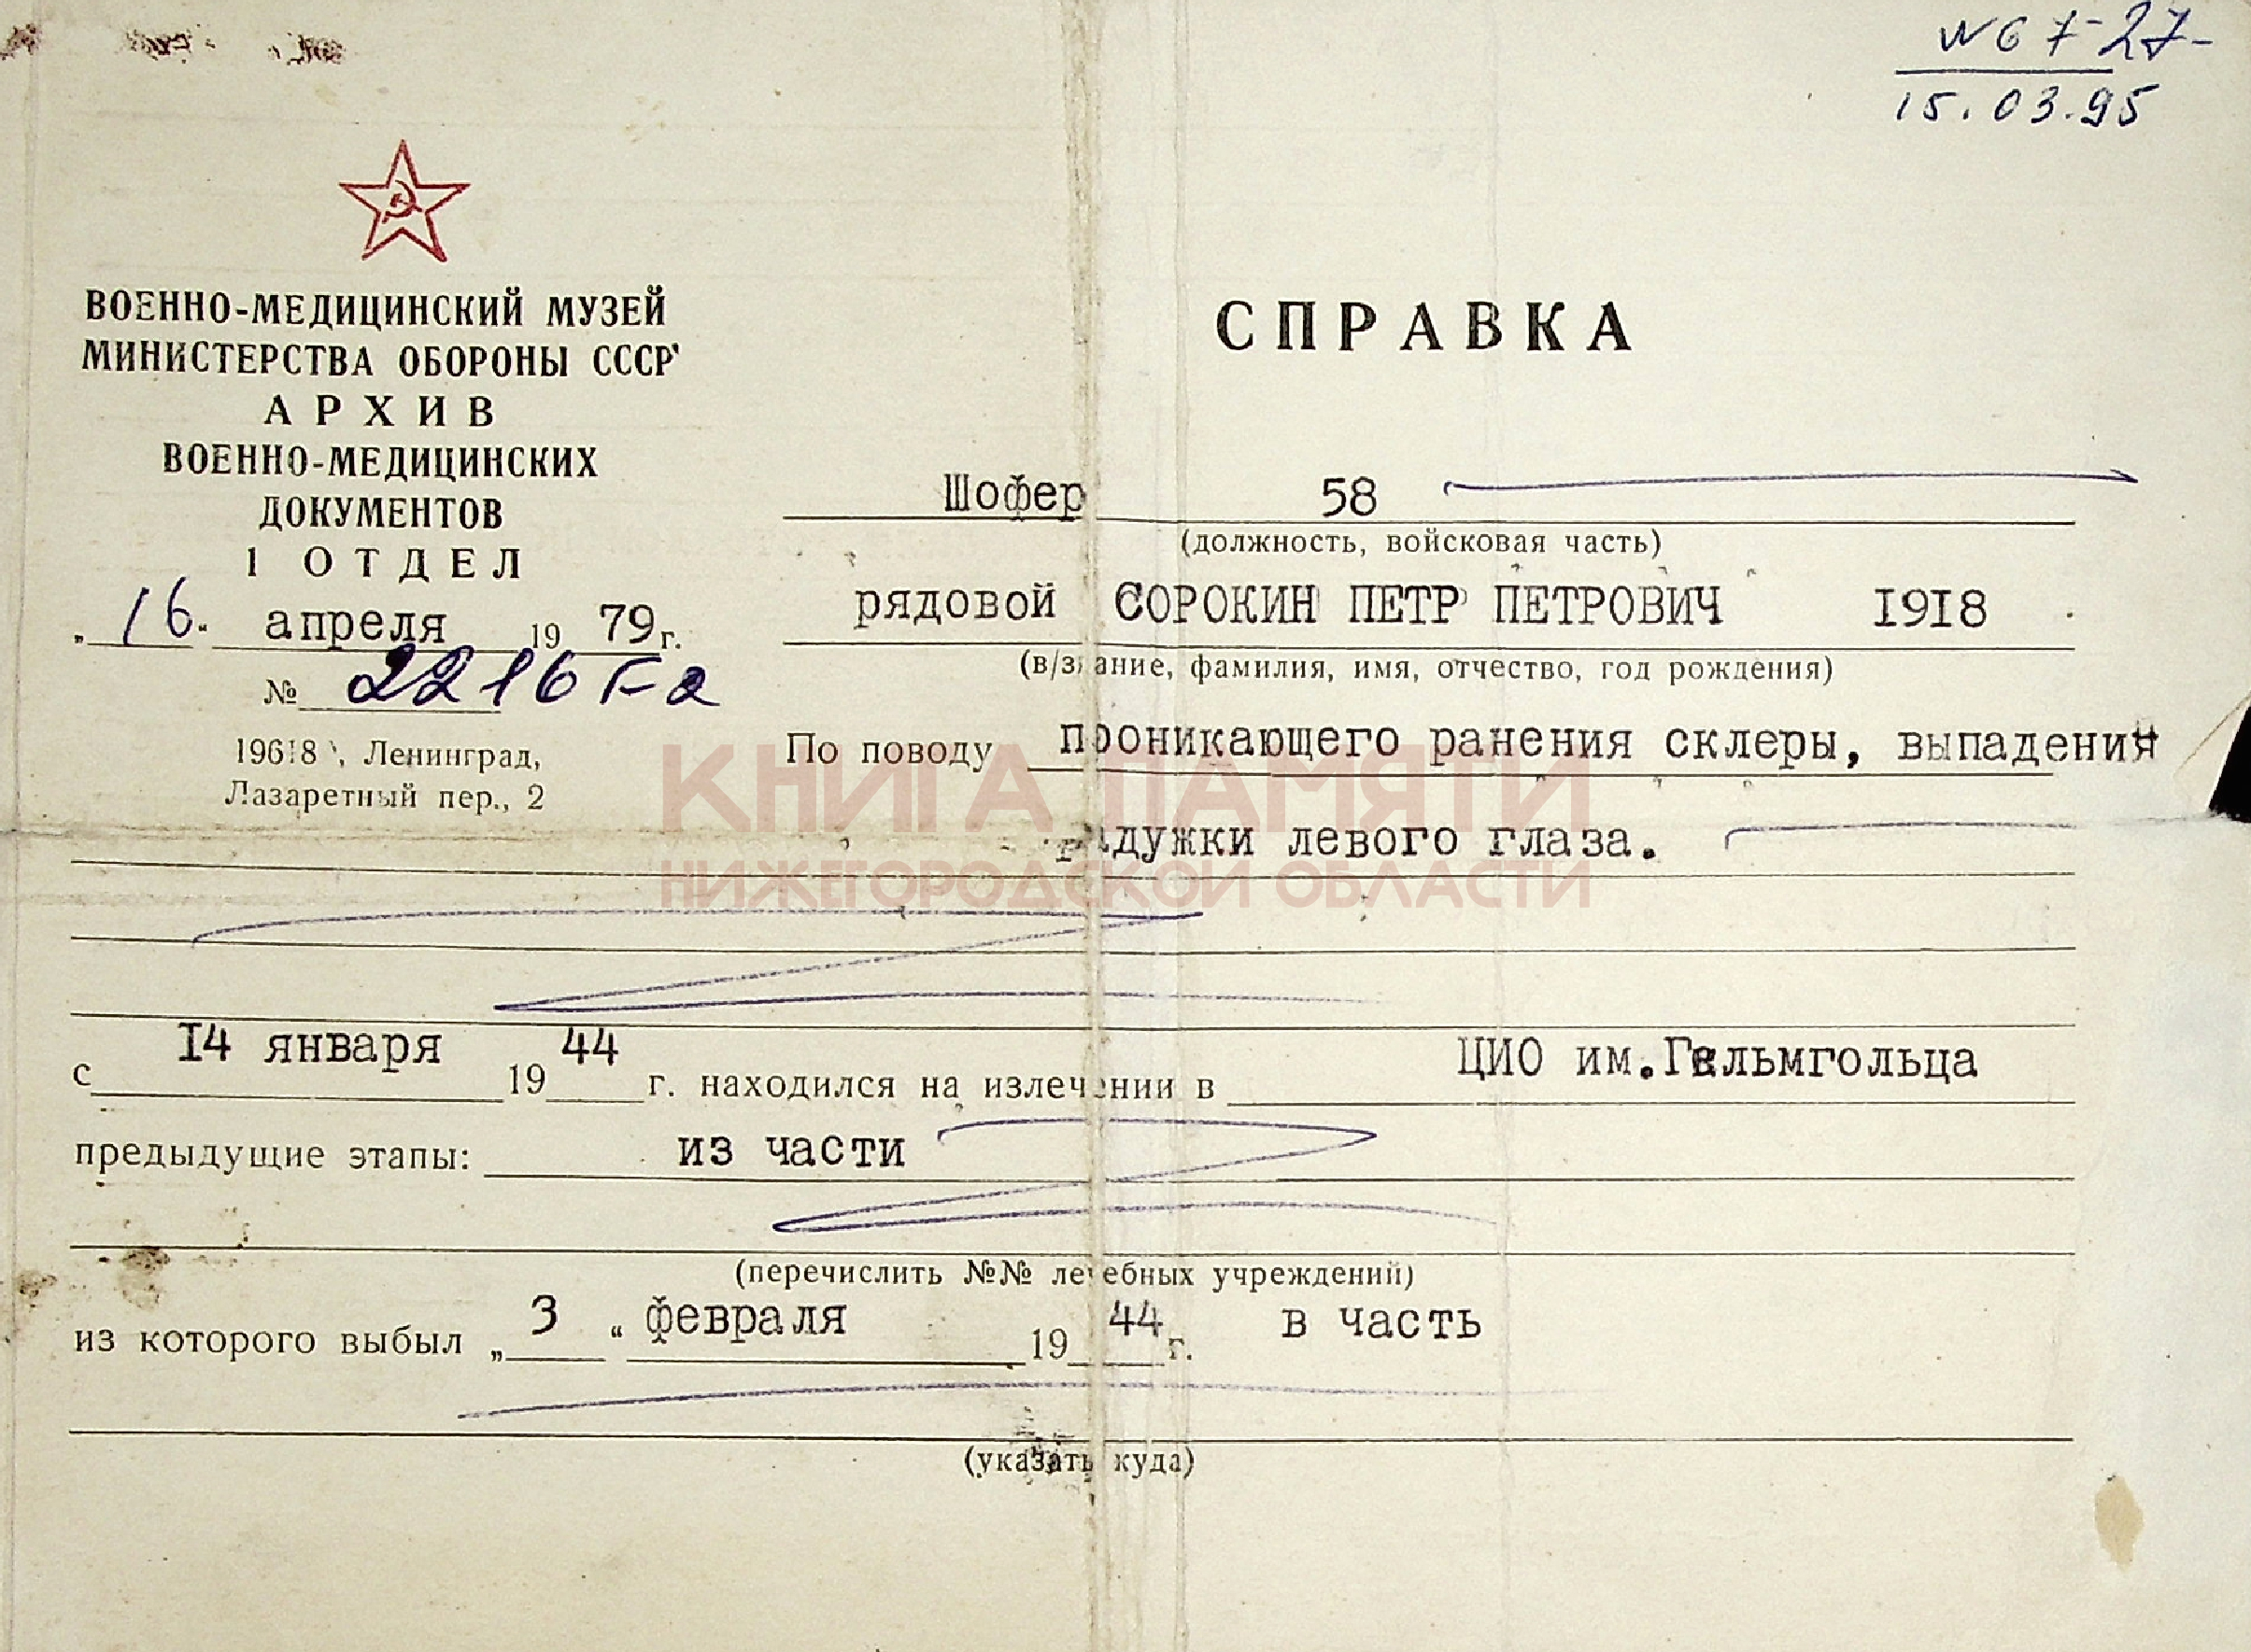 15.03.95
ВОЕННО-МЕДИЦИНСКИЙ МУЗЕЙ
МИНИСТЕРСТВА ОБОРОНЫ СССР
АРХИВ
ВОЕННО-МЕДИЦИНСКИХ
ДОКУМЕНТОВ
1 ОТДЕЛ
„16" апреля 1979 г.
№ 2216
Ленинград,
Лазаретный пер., 2
СПРАВКА
Шофер 58
(должность, войсковая часть)
рядовой СОРОКИН ПЕТР ПЕТРОВИЧ 1918
(в/звание, фамилия, имя, отчество, год рождения)
По поводу проникающего ранения склеры, выпадения
радужки левого глаза.
КНИГА ПАМЯТИ
НИЖЕГОРОДСКОЙ ОБЛАСТИ
с 14 января 1944 г. находился на излечении в ЦИО им.Гельмгольца
предыдущие этапы: из части
(перечислить №№ лечебных учреждений)
из которого выбыл „3" февраля 1944 г. в часть
(указать куда)